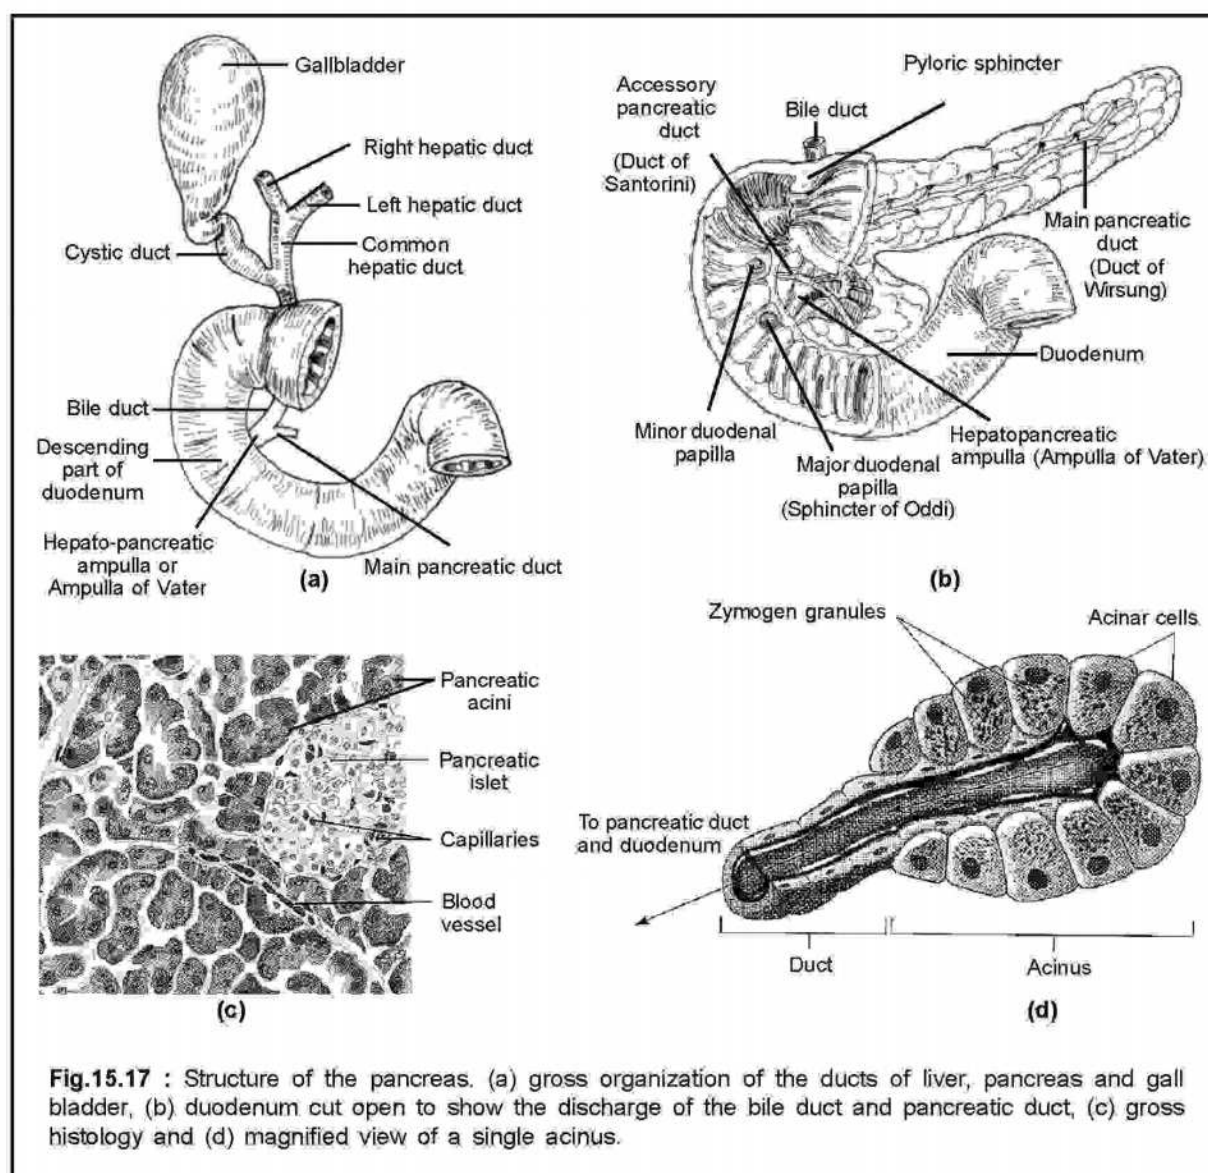 Gallbladder
Right hepatic duct
Left hepatic duct
Cystic duct
Common
hepatic duct
Bile duct
Descending
part of
duodenum
Hepato-pancreatic
ampulla or
Ampulla of Vater
Main pancreatic duct
(a)
Pyloric sphincter
Accessory
pancreatic
duct
(Duct of
Santorini)
Bile duct
Main pancreatic
duct
(Duct of
Wirsung)
Duodenum
Minor duodenal
papilla
Major duodenal
papilla
(Sphincter of Oddi)
Hepatopancreatic
ampulla (Ampulla of Vater)
(b)
Pancreatic
acini
Pancreatic
islet
Capillaries
Blood
vessel
(c)
Zymogen granules
Acinar cells
To pancreatic duct
and duodenum
Duct
Acinus
(d)
Fig.15.17 : Structure of the pancreas. (a) gross organization of the ducts of liver, pancreas and gall
bladder, (b) duodenum cut open to show the discharge of the bile duct and pancreatic duct, (c) gross
histology and (d) magnified view of a single acinus.